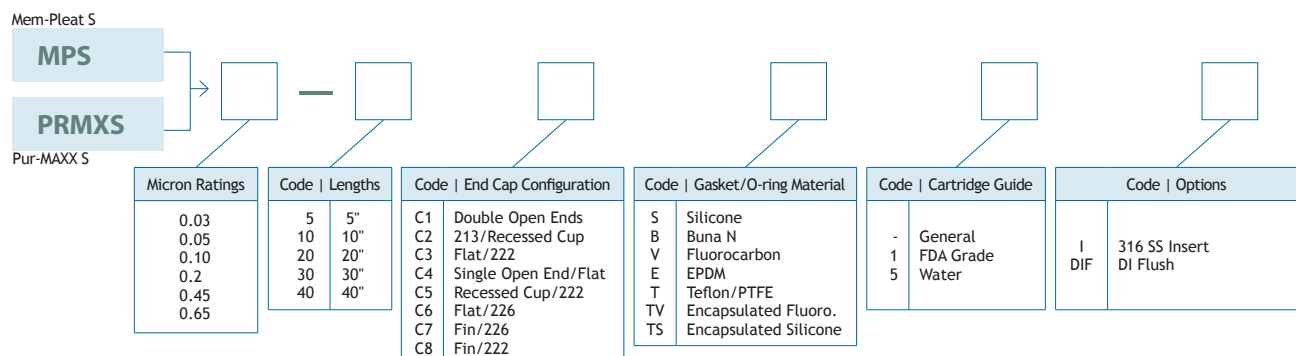 Mem-Pleat S
MPS
PRMXS
Pur-MAXX S
—
Micron Ratings
0.03
0.05
0.10
0.2
0.45
0.65
Code | Lengths
5 5"
10 10"
20 20"
30 30"
40 40"
Code | End Cap Configuration
C1 Double Open Ends
C2 213/Recessed Cup
C3 Flat/222
C4 Single Open End/Flat
C5 Recessed Cup/222
C6 Flat/226
C7 Fin/226
C8 Fin/222
Code | Gasket/O-ring Material
S Silicone
B Buna N
V Fluorocarbon
E EPDM
T Teflon/PTFE
TV Encapsulated Fluoro.
TS Encapsulated Silicone
Code | Cartridge Guide
- General
1 FDA Grade
5 Water
Code | Options
I 316 SS Insert
DIF DI Flush